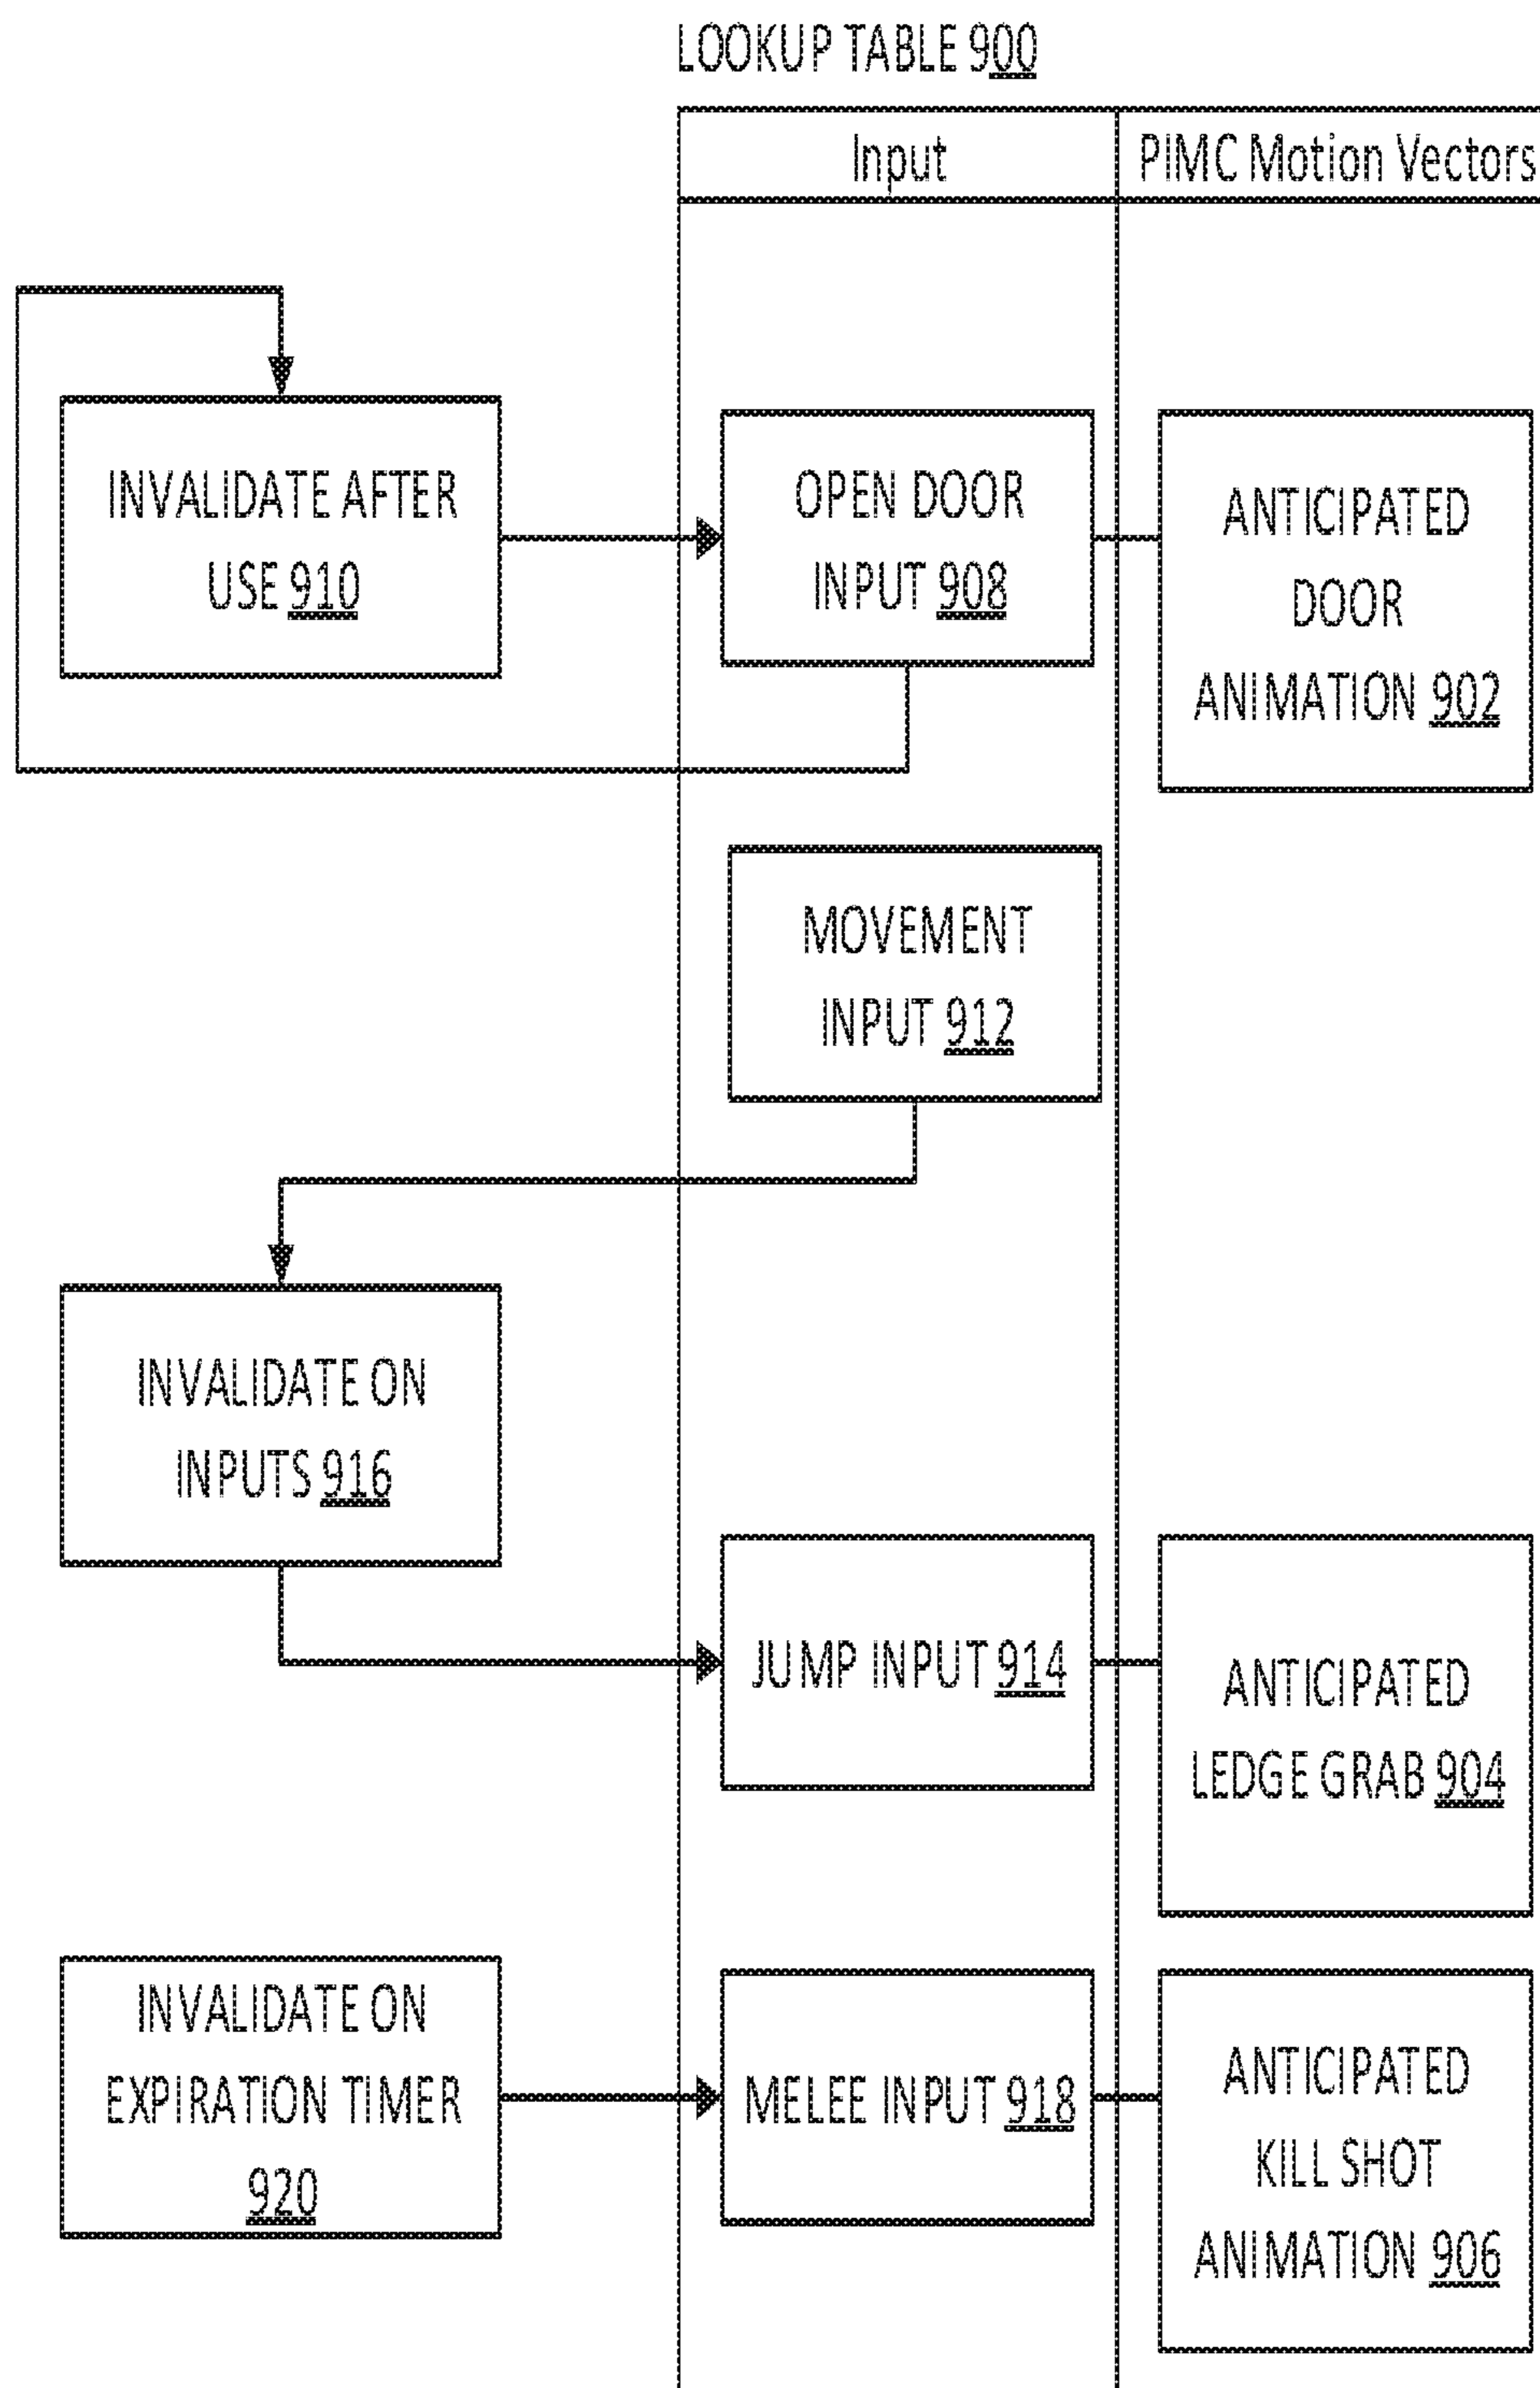 LOOKUP TABLE 900
Input
PIMC Motion Vectors
INVALIDATE AFTER
USE 910
OPEN DOOR
INPUT 908
ANTICIPATED
DOOR
ANIMATION 902
MOVEMENT
INPUT 912
INVALIDATE ON
INPUTS 916
JUMP INPUT 914
ANTICIPATED
LEDGE GRAB 904
INVALIDATE ON
EXPIRATION TIMER
920
MELEE INPUT 918
ANTICIPATED
KILL SHOT
ANIMATION 906